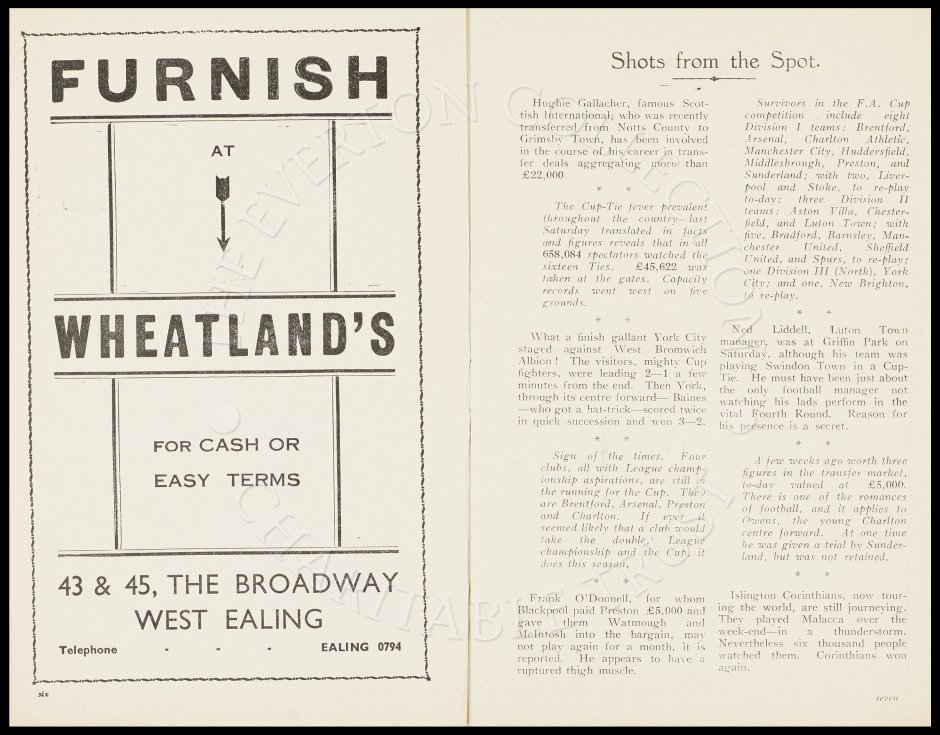 FURNISH
AT
WHEATLAND'S
FOR CASH OR
EASY TERMS
43 & 45, THE BROADWAY
WEST EALING
Telephone - - - EALING 0794
six
Shots from the Spot.
Hughie Gallacher, famous Scot-
tish International, who was recently
transferred from Notts County to
Grimsby Town, has been involved
in the course of his career in trans-
fer deals aggregating more than
£22,000.
* *
The Cup-Tie fever prevalent
throughout the country last
Saturday translated in facts
and figures reveals that in all
658,084 spectators watched the
sixteen Ties. £45,622 was
taken at the gates. Capacity
records went west on five
grounds.
* *
What a finish gallant York City
staged against West Bromwich
Albion! The visitors, mighty Cup
fighters, were leading 2—1 a few
minutes from the end. Then York,
through its centre forward— Baines
—who got a hat-trick—scored twice
in quick succession and won 3—2.
* *
Sign of the times. Four
clubs, all with League champ-
ionship aspirations, are still in
the running for the Cup. They
are Brentford, Arsenal, Preston
and Charlton. If ever it
seemed likely that a club would
take the double, League
championship and the Cup, it
does this season.
* *
Frank O'Donnell, for whom
Blackpool paid Preston £5,000 and
gave them Watmough and
McIntosh into the bargain, may
not play again for a month, it is
reported. He appears to have a
ruptured thigh muscle.
Survivors in the F.A. Cup
competition include eight
Division I teams: Brentford,
Arsenal, Charlton Athletic,
Manchester City, Huddersfield,
Middlesbrough, Preston, and
Sunderland; with two, Liver-
pool and Stoke, to re-play
to-day; three Division II
teams: Aston Villa, Chester-
field, and Luton Town; with
five, Bradford, Barnsley, Man-
chester United, Sheffield
United, and Spurs, to re-play;
one Division III (North), York
City; and one, New Brighton,
to re-play.
* *
Ned Liddell, Luton Town
manager, was at Griffin Park on
Saturday, although his team was
playing Swindon Town in a Cup-
Tie. He must have been just about
the only football manager not
watching his lads perform in the
vital Fourth Round. Reason for
his presence is a secret.
* *
A few weeks ago worth three
figures in the transfer market,
to-day valued at £5,000.
There is one of the romances
of football, and it applies to
Owens, the young Charlton
centre forward. At one time
he was given a trial by Sunder-
land, but was not retained.
* *
Islington Corinthians, now tour-
ing the world, are still journeying.
They played Malacca over the
week-end—in a thunderstorm.
Nevertheless six thousand people
watched them. Corinthians won
again.
seven
THE EVERTON COLLECTION
CHARITABLE TRUST